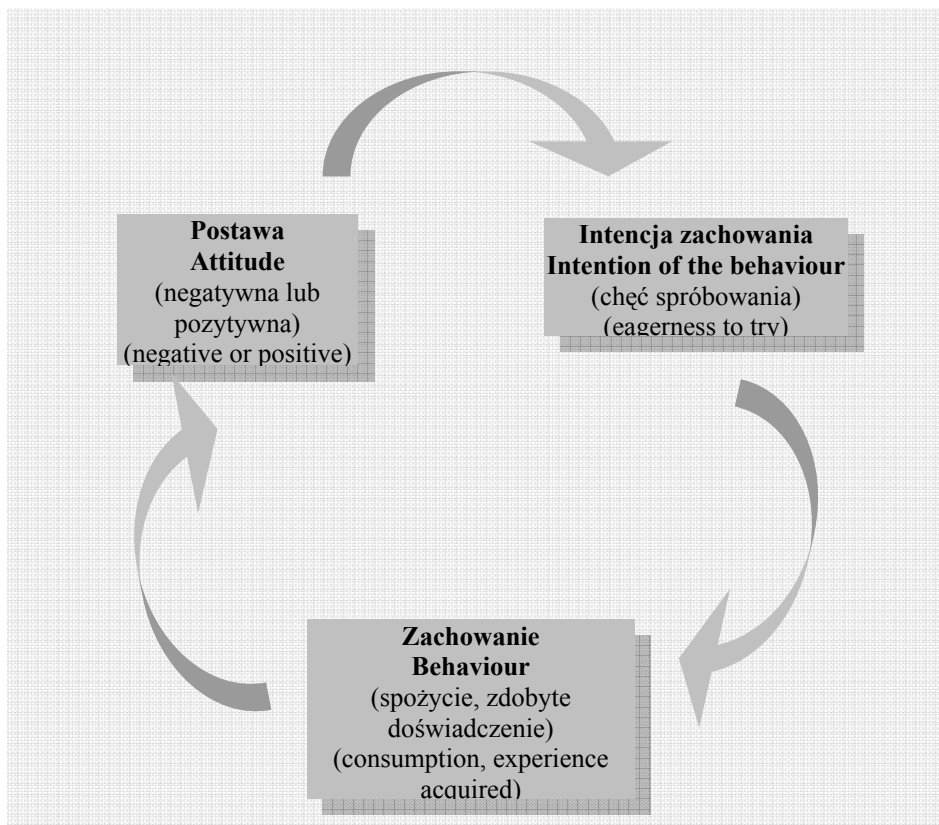 Postawa
Attitude
(negatywna lub
pozytywna)
(negative or positive)
Intencja zachowania
Intention of the behaviour
(chęć spróbowania)
(eagerness to try)
Zachowanie
Behaviour
(spożycie, zdobyte
doświadczenie)
(consumption, experience
acquired)